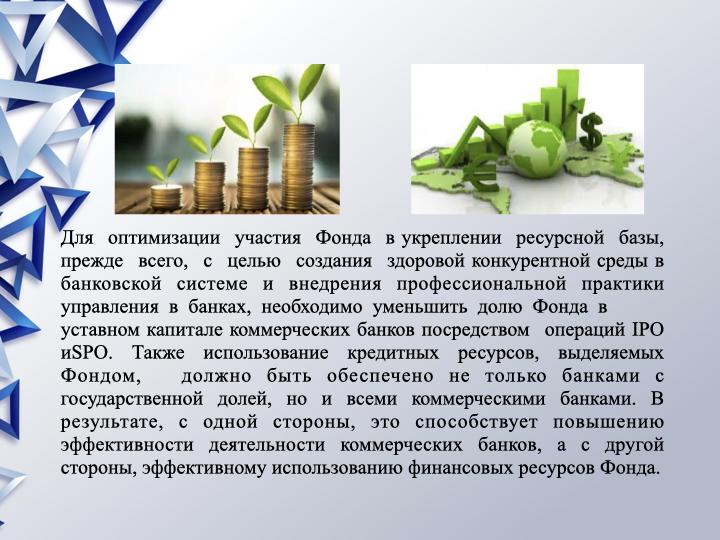 Для оптимизации участия Фонда в укреплении ресурсной базы,
прежде всего, с целью создания здоровой конкурентной среды в
банковской системе и внедрения профессиональной практики
управления в банках, необходимо уменьшить долю Фонда в
уставном капитале коммерческих банков посредством операций IPO
иSPO. Также использование кредитных ресурсов, выделяемых
Фондом, должно быть обеспечено не только банками с
государственной долей, но и всеми коммерческими банками. В
результате, с одной стороны, это способствует повышению
эффективности деятельности коммерческих банков, а с другой
стороны, эффективному использованию финансовых ресурсов Фонда.